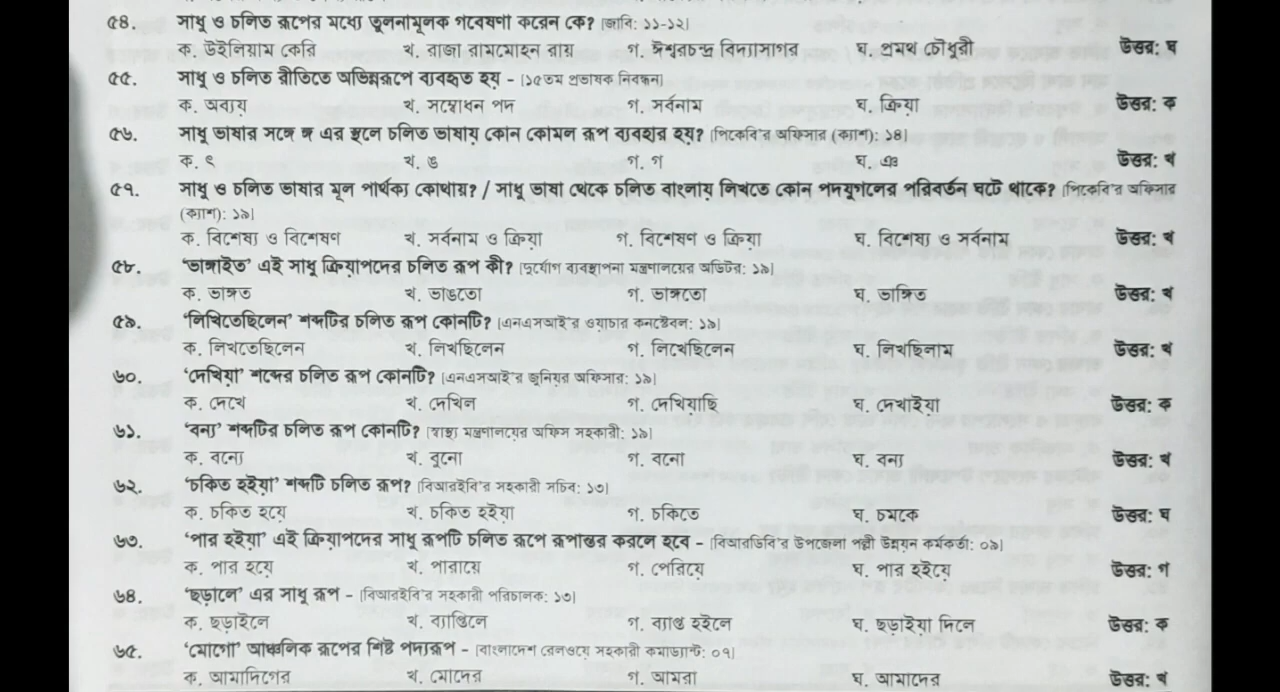 ৫৪. সাধু ও চলিত রূপের মধ্যে তুলনামূলক গবেষণা করেন কে? [জাবি: ১১-১২]
ক. উইলিয়াম কেরি খ. রাজা রামমোহন রায় গ. ঈশ্বরচন্দ্র বিদ্যাসাগর ঘ. প্রমথ চৌধুরী উত্তর: ঘ
৫৫. সাধু ও চলিত রীতিতে অভিন্নরূপে ব্যবহৃত হয় - [১৫তম প্রভাষক নিবন্ধন]
ক. অব্যয় খ. সম্বোধন পদ গ. সর্বনাম ঘ. ক্রিয়া উত্তর: ক
৫৬. সাধু ভাষার সঙ্গে ঙ্গ এর স্থলে চলিত ভাষায় কোন কোমল রূপ ব্যবহার হয়? [পিকেবি'র অফিসার (ক্যাশ): ১৪]
ক. ৎ খ. ঙ গ. গ ঘ. ঞ উত্তর: খ
৫৭. সাধু ও চলিত ভাষার মূল পার্থক্য কোথায়? / সাধু ভাষা থেকে চলিত বাংলায় লিখতে কোন পদযুগলের পরিবর্তন ঘটে থাকে? [পিকেবি'র অফিসার
(ক্যাশ): ১৯]
ক. বিশেষ্য ও বিশেষণ খ. সর্বনাম ও ক্রিয়া গ. বিশেষণ ও ক্রিয়া ঘ. বিশেষ্য ও সর্বনাম উত্তর: খ
৫৮. 'ভাঙ্গাইত' এই সাধু ক্রিয়াপদের চলিত রূপ কী? [দুর্যোগ ব্যবস্থাপনা মন্ত্রণালয়ের অডিটর: ১৯]
ক. ভাঙ্গত খ. ভাঙতো গ. ভাঙ্গতো ঘ. ভাঙ্গিত উত্তর: খ
৫৯. 'লিখিতেছিলেন' শব্দটির চলিত রূপ কোনটি? [এনএসআই'র ওয়াচার কনস্টেবল: ১৯]
ক. লিখতেছিলেন খ. লিখছিলেন গ. লিখেছিলেন ঘ. লিখছিলাম উত্তর: খ
৬০. 'দেখিয়া' শব্দের চলিত রূপ কোনটি? [এনএসআই'র জুনিয়র অফিসার: ১৯]
ক. দেখে খ. দেখিল গ. দেখিয়াছি ঘ. দেখাইয়া উত্তর: ক
৬১. 'বন্য' শব্দটির চলিত রূপ কোনটি? [স্বাস্থ্য মন্ত্রণালয়ের অফিস সহকারী: ১৯]
ক. বন্যে খ. বুনো গ. বনো ঘ. বন্য উত্তর: খ
৬২. 'চকিত হইয়া' শব্দটি চলিত রূপ? [বিআরইবি'র সহকারী সচিব: ১৩]
ক. চকিত হয়ে খ. চকিত হইয়া গ. চকিতে ঘ. চমকে উত্তর: ঘ
৬৩. 'পার হইয়া' এই ক্রিয়াপদের সাধু রূপটি চলিত রূপে রূপান্তর করলে হবে - [বিআরডিবি'র উপজেলা পল্লী উন্নয়ন কর্মকর্তা: ০৯]
ক. পার হয়ে খ. পারায়ে গ. পেরিয়ে ঘ. পার হইয়ে উত্তর: গ
৬৪. 'ছড়ালে' এর সাধু রূপ - [বিআরইবি'র সহকারী পরিচালক: ১৩]
ক. ছড়াইলে খ. ব্যাপ্তিলে গ. ব্যাপ্ত হইলে ঘ. ছড়াইয়া দিলে উত্তর: ক
৬৫. 'মোগো' আঞ্চলিক রূপের শিষ্ট পদ্যরূপ - [বাংলাদেশ রেলওয়ে সহকারী কমাড্যান্ট: ০৭]
ক. আমাদিগের খ. মোদের গ. আমরা ঘ. আমাদের উত্তর: খ